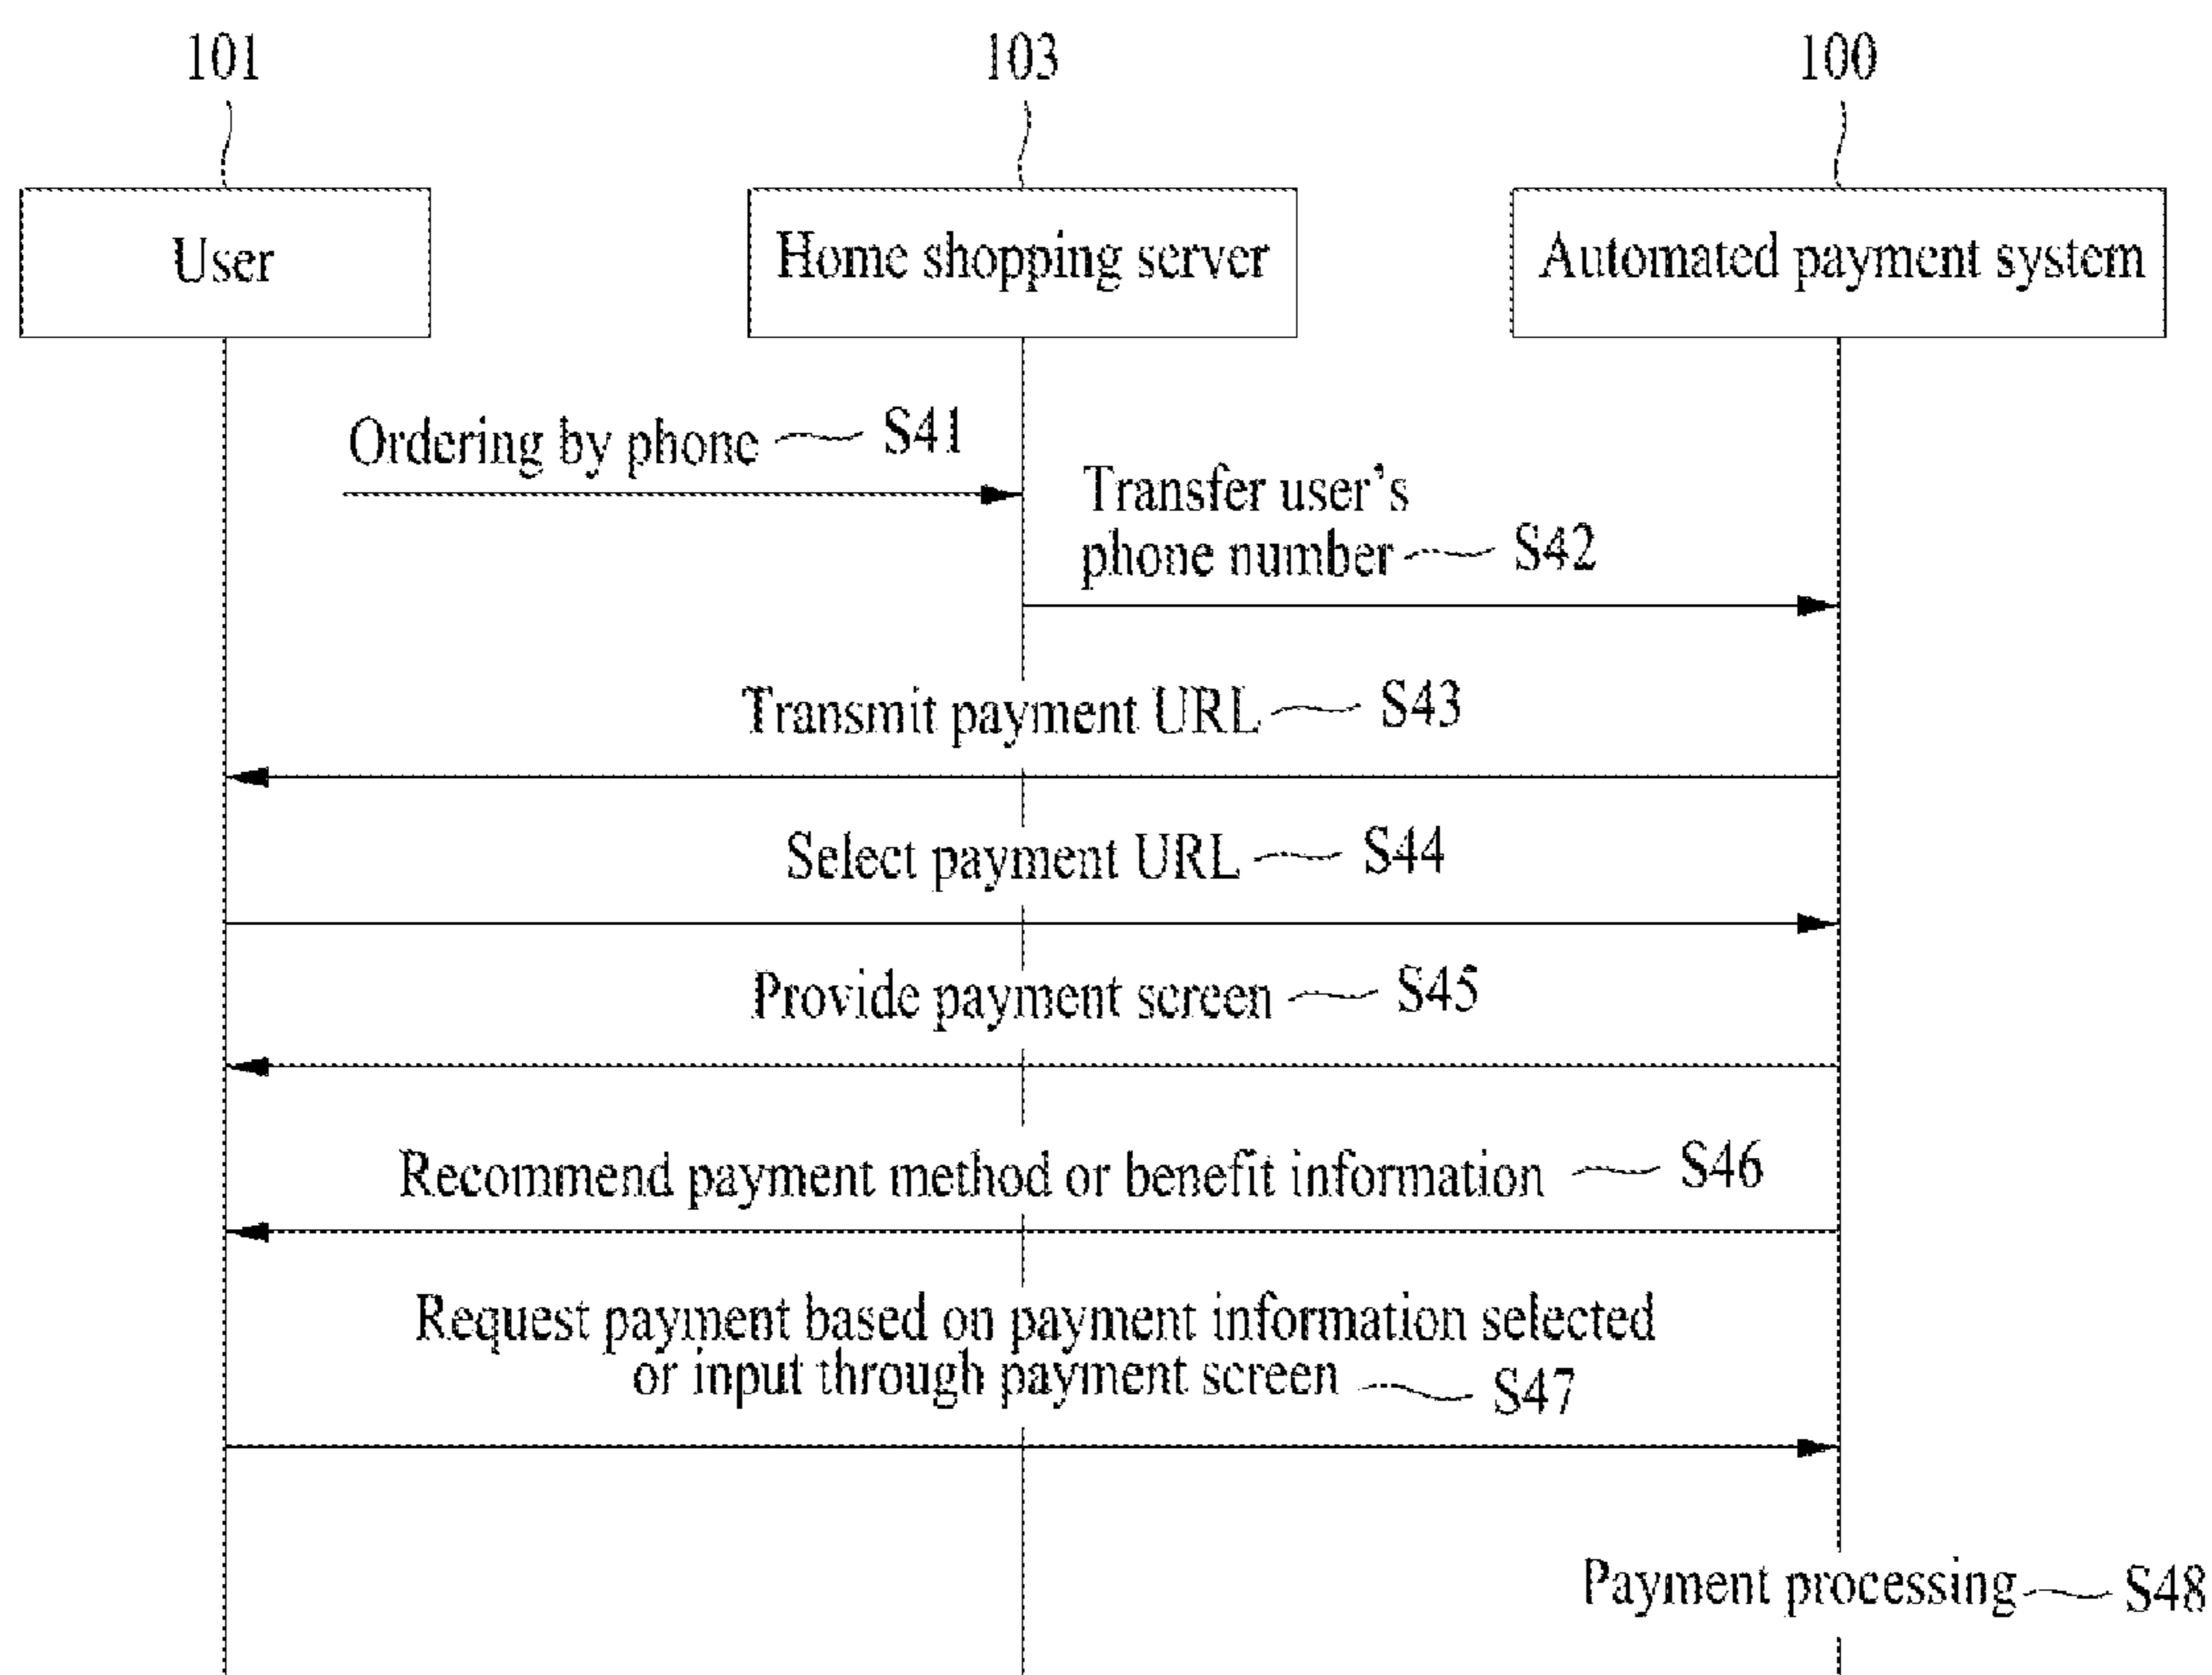 101
103
100
User
Home shopping server
Automated payment system
Ordering by phone S41
Transfer user's
phone number S42
Transmit payment URL S43
Select payment URL S44
Provide payment screen S45
Recommend payment method or benefit information S46
Request payment based on payment information selected
or input through payment screen S47
Payment processing S48